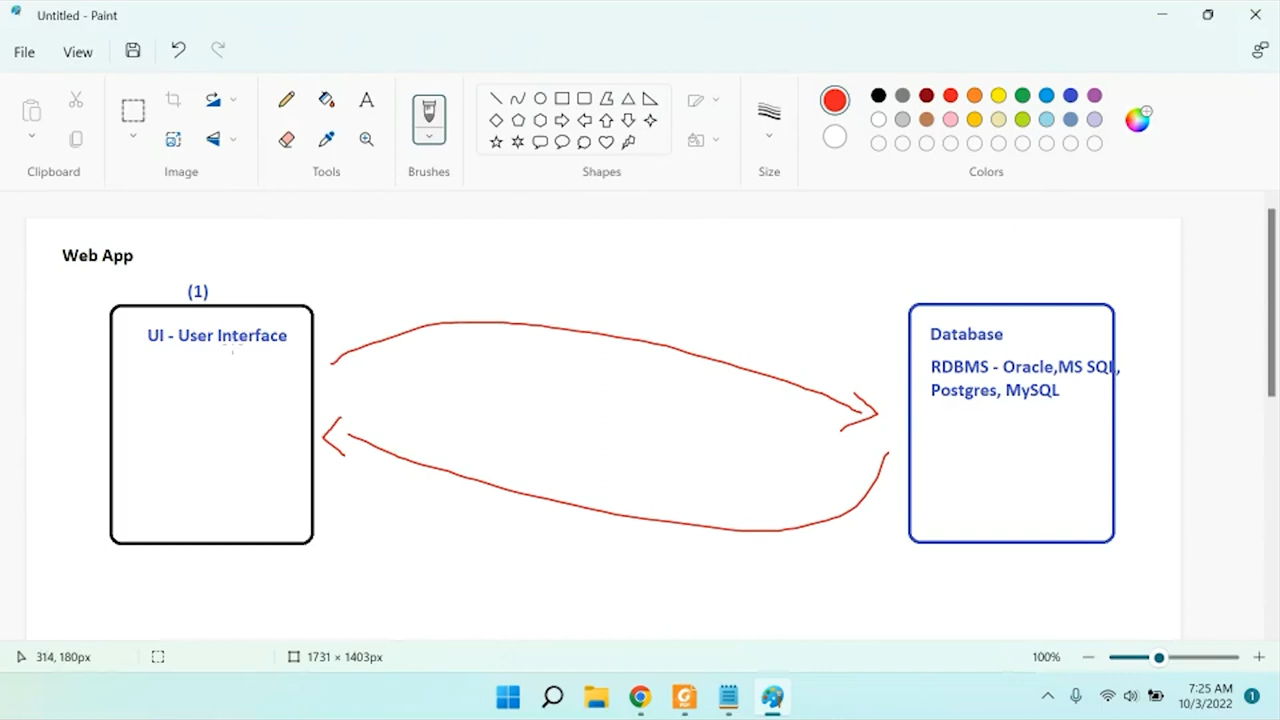 Untitled - Paint
File View
Clipboard
Image
Tools
Brushes
Shapes
Size
Colors
Web App
(1)
UI - User Interface
Database
RDBMS - Oracle,MS SQL,
Postgres, MySQL
314, 180px
1731 × 1403px
100%
7:25 AM
10/3/2022
1